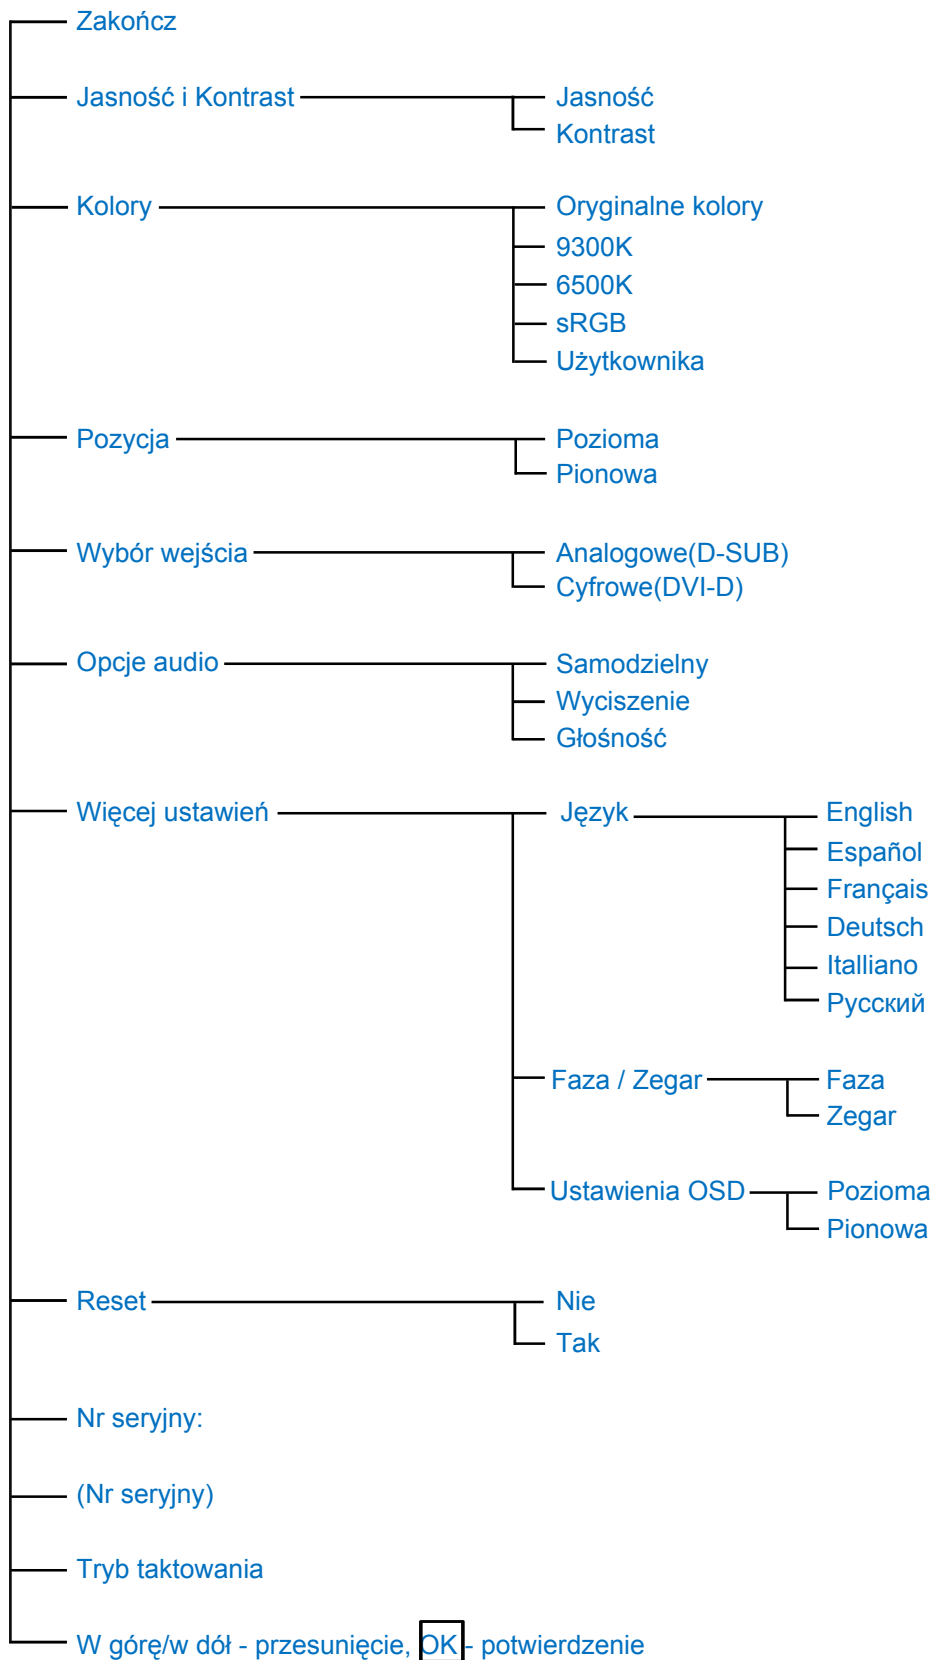 Zakończ
Jasność i Kontrast
Jasność
Kontrast
Kolory
Oryginalne kolory
9300K
6500K
sRGB
Użytkownika
Pozycja
Pozioma
Pionowa
Wybór wejścia
Analogowe(D-SUB)
Cyfrowe(DVI-D)
Opcje audio
Samodzielny
Wyciszenie
Głośność
Więcej ustawień
Język
English
Español
Français
Deutsch
Italliano
Русский
Faza / Zegar
Faza
Zegar
Ustawienia OSD
Pozioma
Pionowa
Reset
Nie
Tak
Nr seryjny:
(Nr seryjny)
Tryb taktowania
W górę/w dół - przesunięcie, OK - potwierdzenie